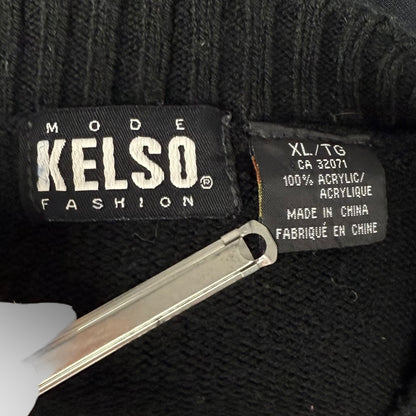 MODE
KELSO®
FASHION
XL/TG
CA 32071
100% ACRYLIC/
ACRYLIQUE
MADE IN CHINA
FABRIQUÉ EN CHINE